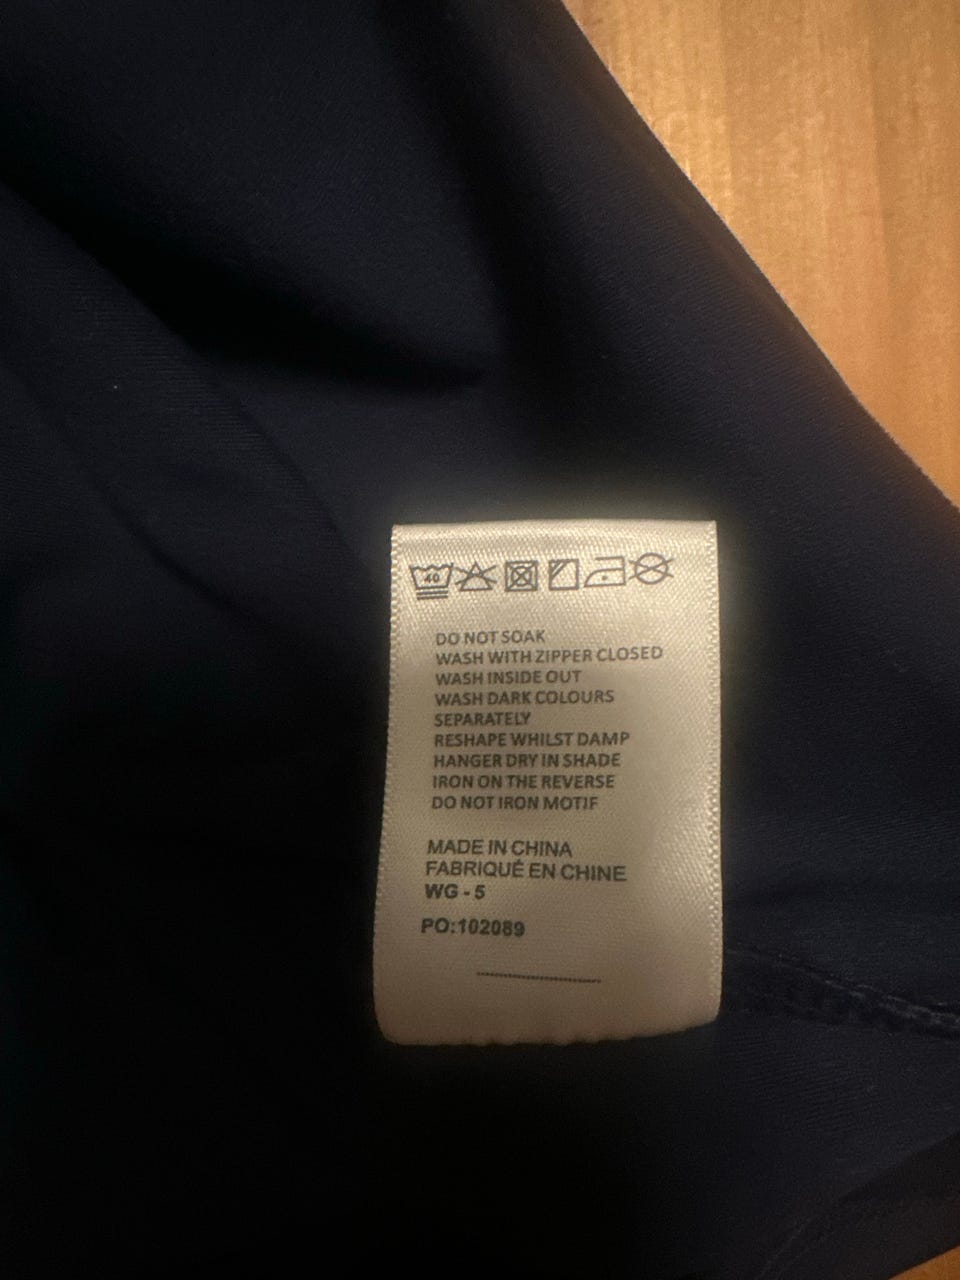 40
DO NOT SOAK
WASH WITH ZIPPER CLOSED
WASH INSIDE OUT
WASH DARK COLOURS
SEPARATELY
RESHAPE WHILST DAMP
HANGER DRY IN SHADE
IRON ON THE REVERSE
DO NOT IRON MOTIF
MADE IN CHINA
FABRIQUÉ EN CHINE
WG - 5
PO:102089